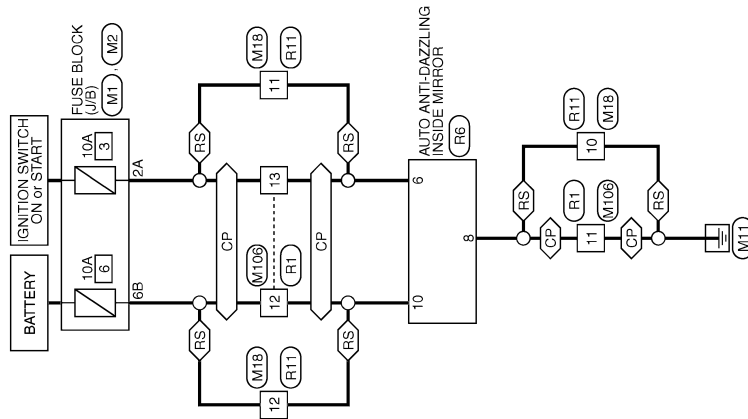 BATTERY
IGNITION SWITCH
ON or START
FUSE BLOCK
(J/B)
M1 , M2
10A
6
10A
3
6B
2A
RS
RS
M18
R11
12
CP
M106
R1
12
13
M18
R11
11
CP
RS
RS
10
6
AUTO ANTI-DAZZLING
INSIDE MIRROR
R6
8
RS
CP
R1
M106
11
R11
M18
10
CP
RS
M11